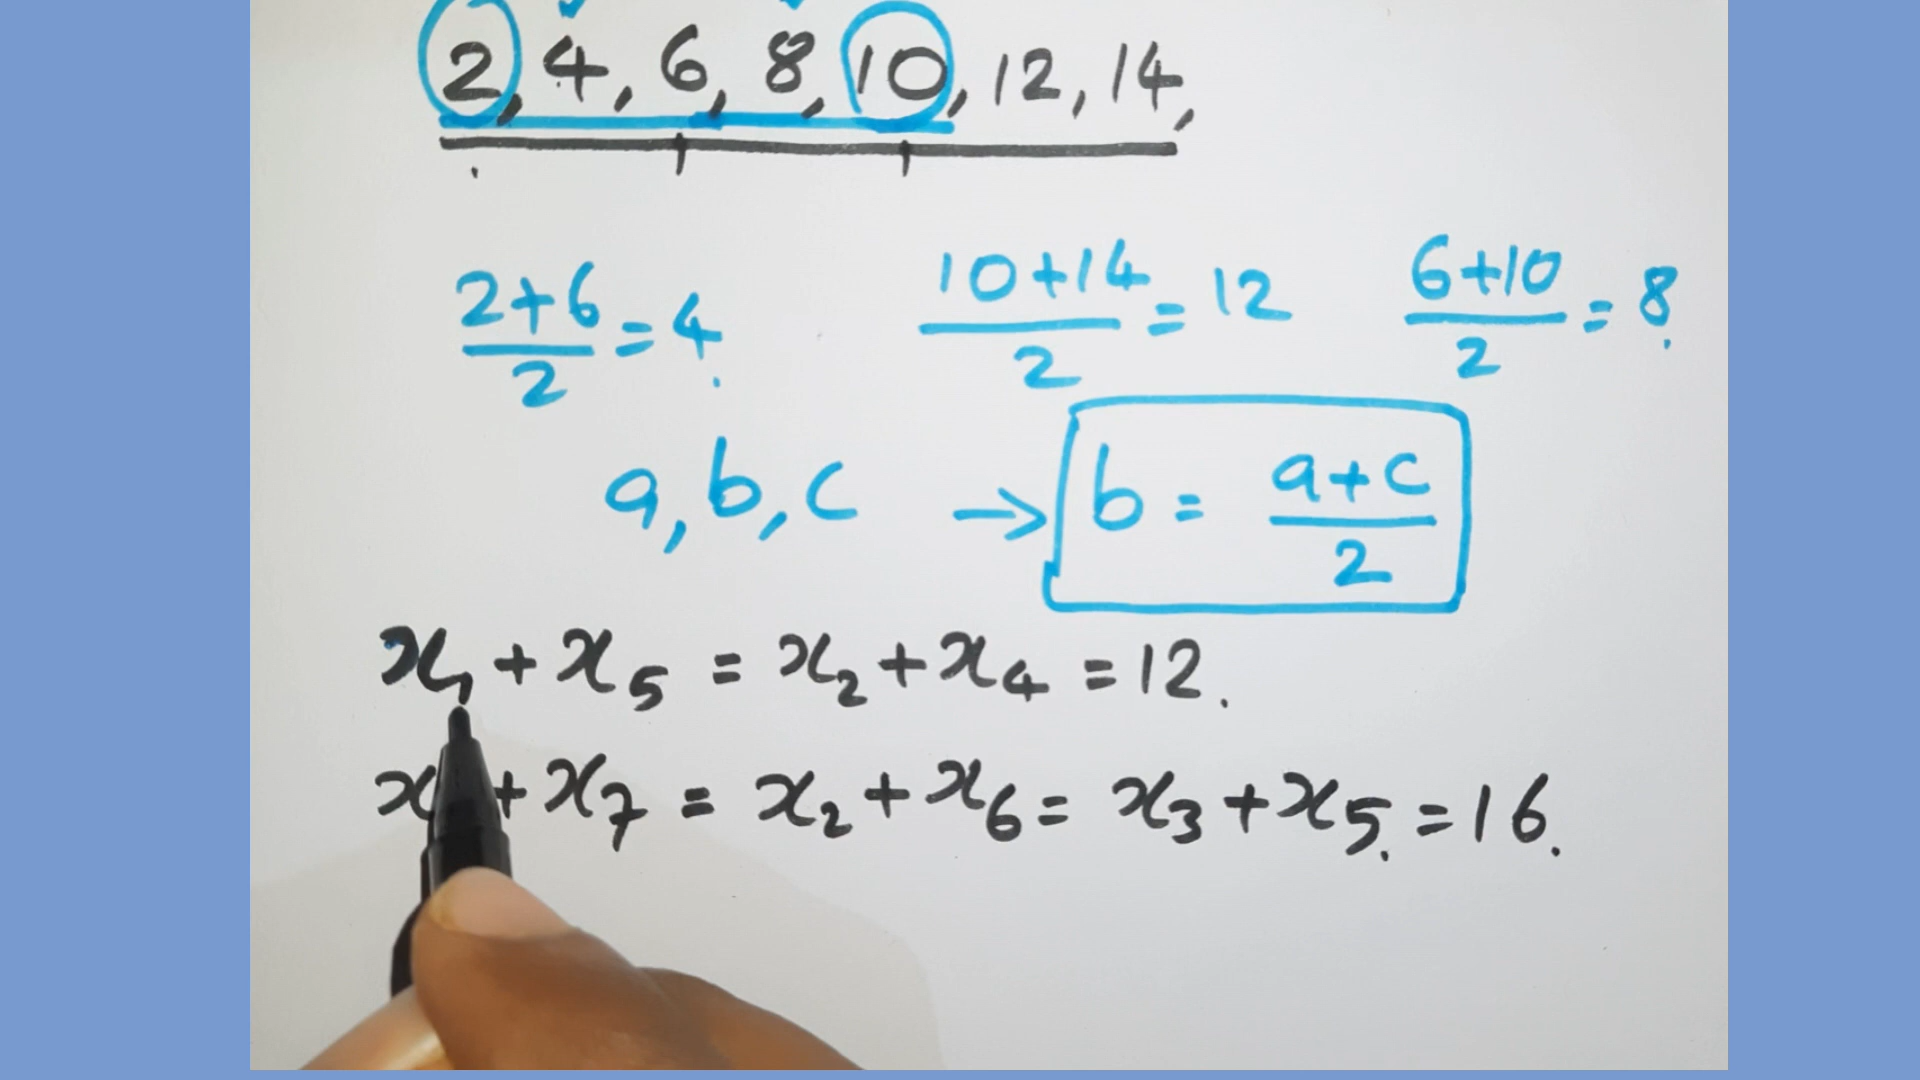 2, 4, 6, 8, 10, 12, 14,
2+6/2 = 4. 10+14/2 = 12 6+10/2 = 8.
a, b, c → b = a+c/2
x₁ + x₅ = x₂ + x₄ = 12.
x + x₇ = x₂ + x₆ = x₃ + x₅. = 16.